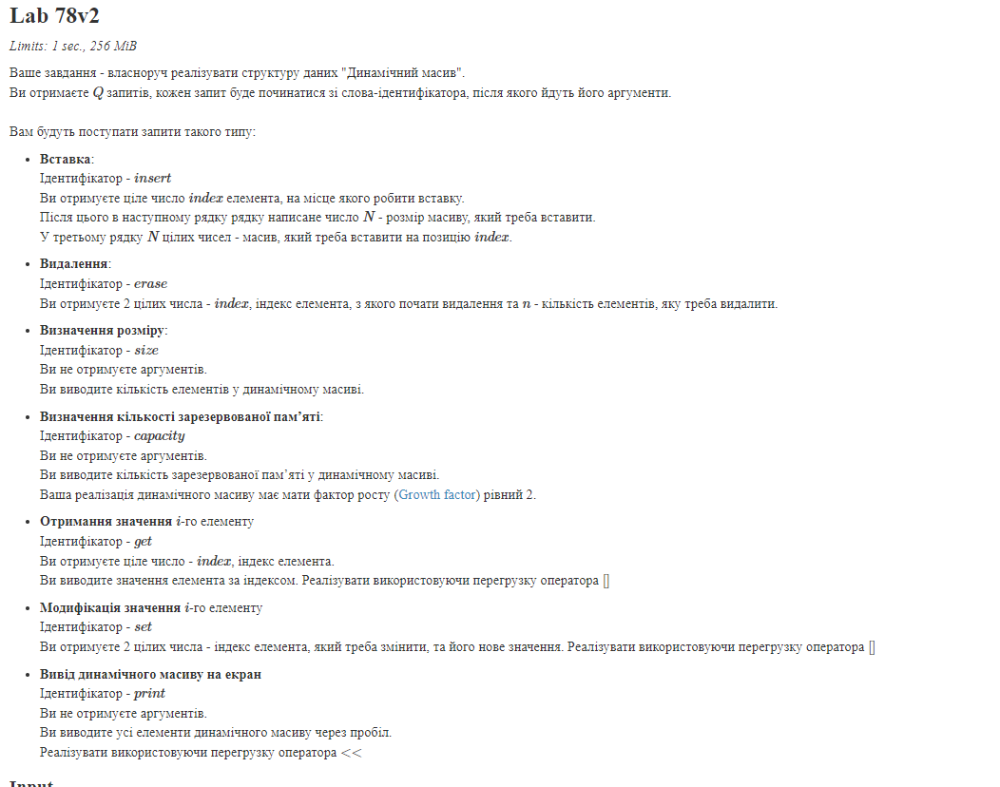 Lab 78v2
Limits: 1 sec., 256 MiB
Ваше завдання - власноруч реалізувати структуру даних "Динамічний масив".
Ви отримаєте Q запитів, кожен запит буде починатися зі слова-ідентифікатора, після якого йдуть його аргументи.
Вам будуть поступати запити такого типу:
• Вставка:
Ідентифікатор - insert
Ви отримуєте ціле число index елемента, на місце якого робити вставку.
Після цього в наступному рядку рядку написане число N - розмір масиву, який треба вставити.
У третьому рядку N цілих чисел - масив, який треба вставити на позицію index.
• Видалення:
Ідентифікатор - erase
Ви отримуєте 2 цілих числа - index, індекс елемента, з якого почати видалення та n - кількість елементів, яку треба видалити.
• Визначення розміру:
Ідентифікатор - size
Ви не отримуєте аргументів.
Ви виводите кількість елементів у динамічному масиві.
• Визначення кількості зарезервованої пам’яті:
Ідентифікатор - capacity
Ви не отримуєте аргументів.
Ви виводите кількість зарезервованої пам’яті у динамічному масиві.
Ваша реалізація динамічного масиву має мати фактор росту (Growth factor) рівний 2.
• Отримання значення i-го елементу
Ідентифікатор - get
Ви отримуєте ціле число - index, індекс елемента.
Ви виводите значення елемента за індексом. Реалізувати використовуючи перегрузку оператора []
• Модифікація значення i-го елементу
Ідентифікатор - set
Ви отримуєте 2 цілих числа - індекс елемента, який треба змінити, та його нове значення. Реалізувати використовуючи перегрузку оператора []
• Вивід динамічного масиву на екран
Ідентифікатор - print
Ви не отримуєте аргументів.
Ви виводите усі елементи динамічного масиву через пробіл.
Реалізувати використовуючи перегрузку оператора <<
Input